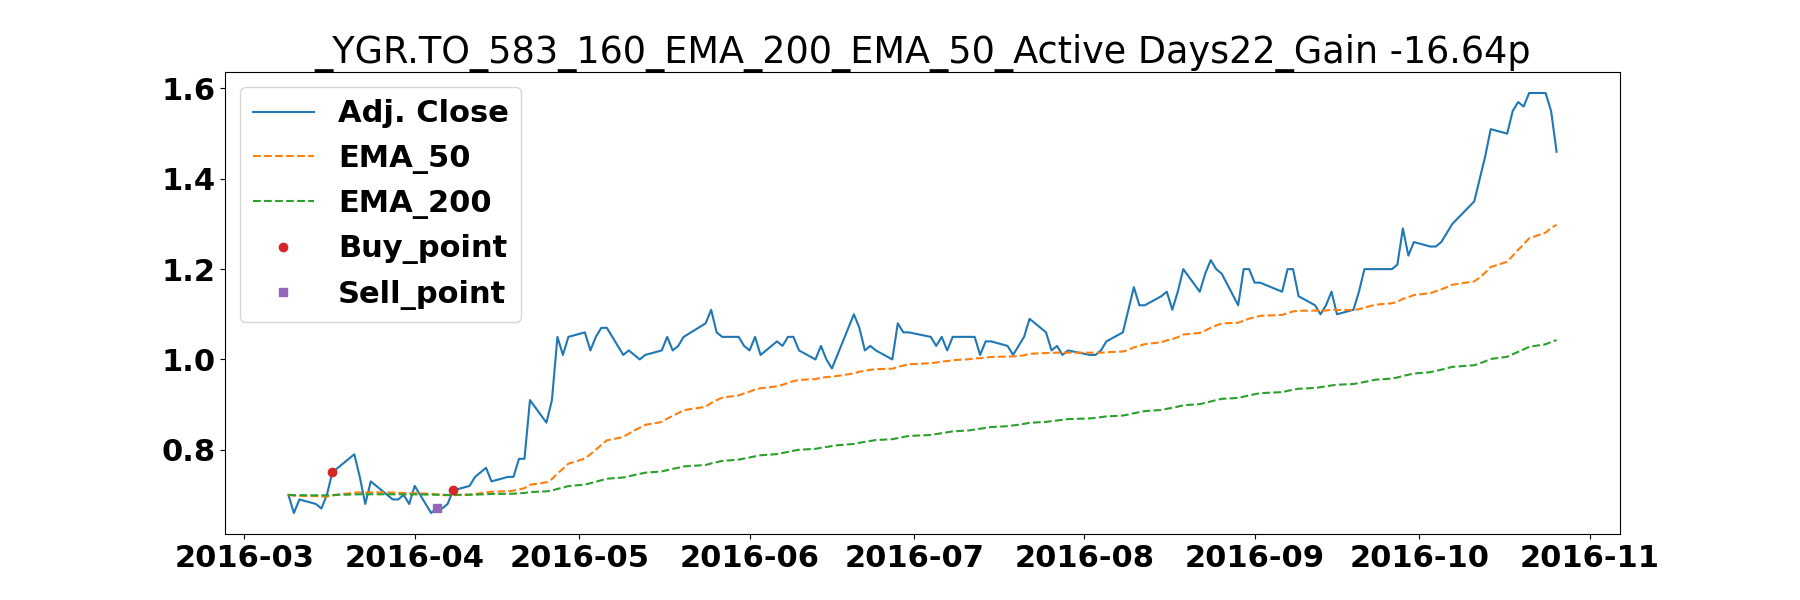 _YGR.TO_583_160_EMA_200_EMA_50_Active Days22_Gain -16.64p
1.6
1.4
1.2
1.0
0.8
Adj. Close
EMA_50
EMA_200
Buy_point
Sell_point
2016-03 2016-04 2016-05 2016-06 2016-07 2016-08 2016-09 2016-10 2016-11